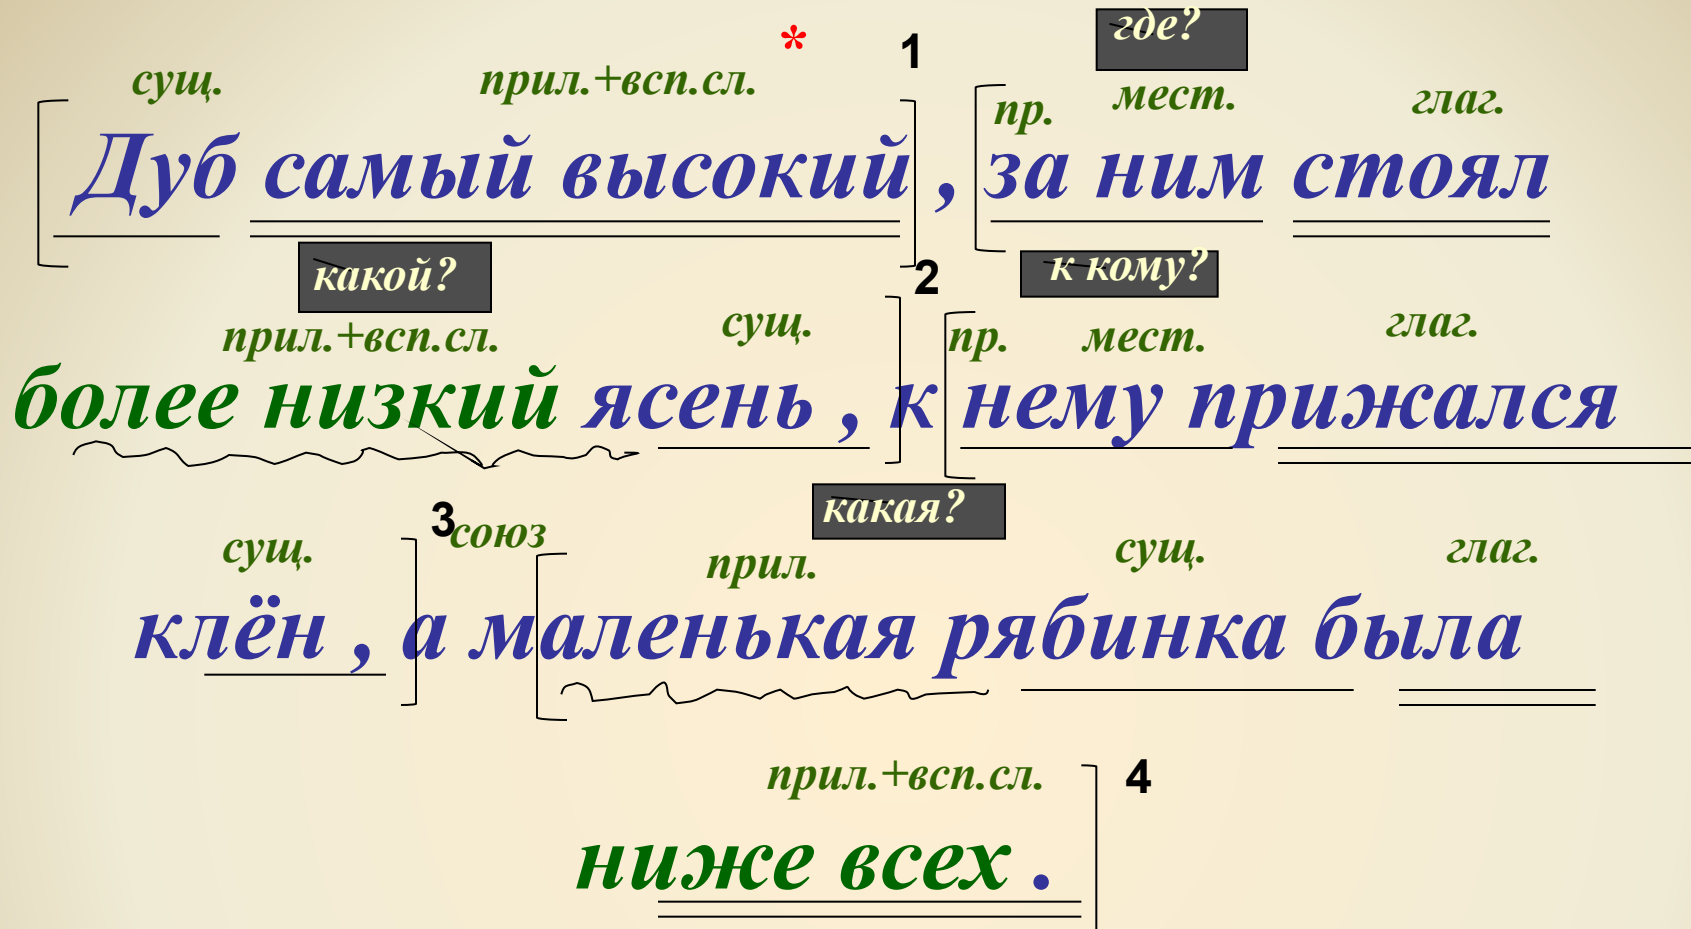 где?
* 1
сущ. прил.+всп.сл. пр. мест. глаг.
Дуб самый высокий , за ним стоял
какой? 2 к кому?
прил.+всп.сл. сущ. пр. мест. глаг.
более низкий ясень , к нему прижался
3 какая?
сущ. союз прил. сущ. глаг.
клён , а маленькая рябинка была
прил.+всп.сл. 4
ниже всех .